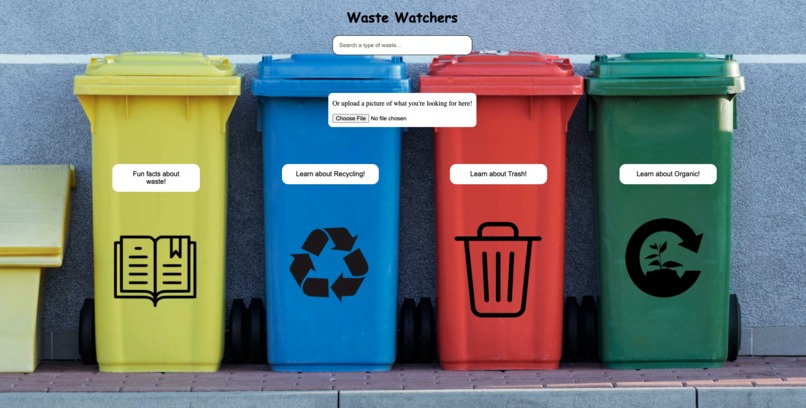 Waste Watchers
Search a type of waste...
Or upload a picture of what you're looking for here!
Choose File No file chosen
Fun facts about
waste!
Learn about Recycling!
Learn about Trash!
Learn about Organic!